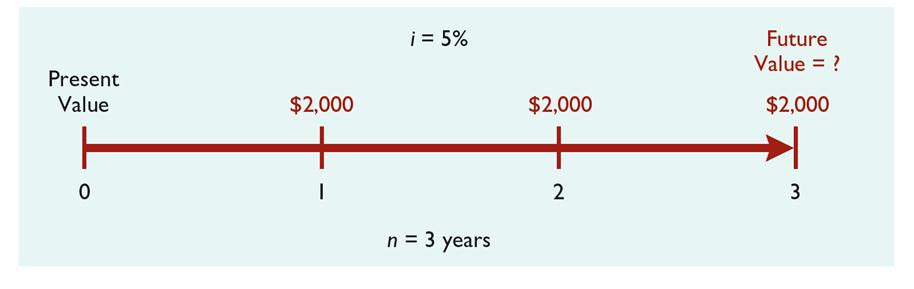 i = 5%
Future
Value = ?
Present
Value
$2,000
$2,000
$2,000
0
1
2
3
n = 3 years